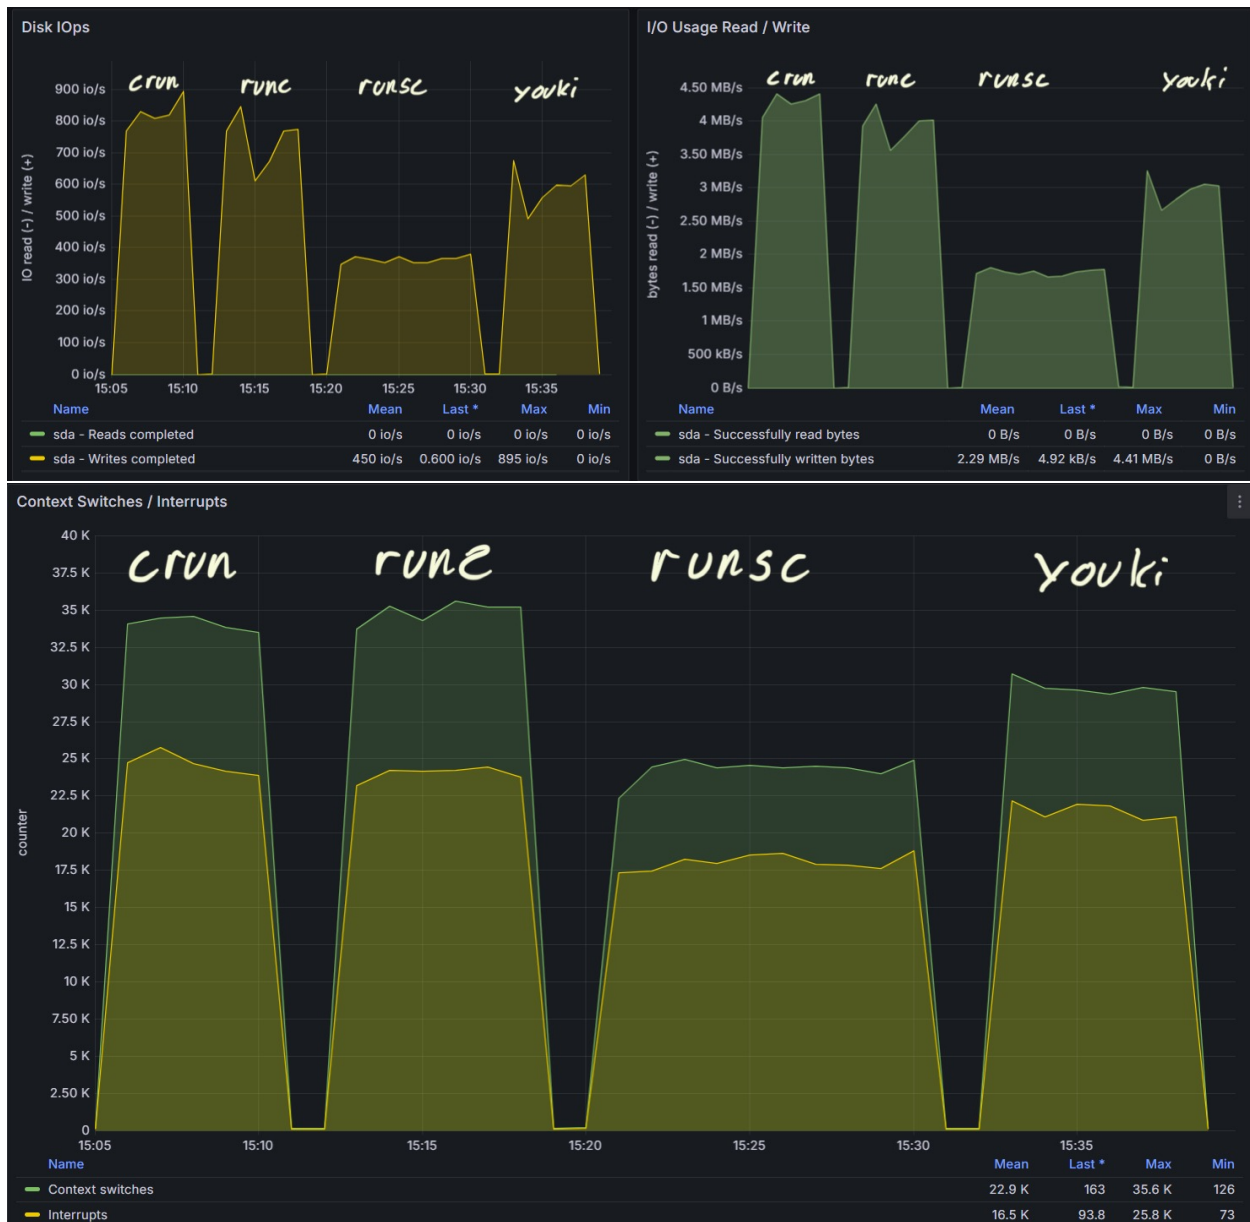 Disk IOps
crun runc runsc youki
IO read (-) / write (+)
900 io/s
800 io/s
700 io/s
600 io/s
500 io/s
400 io/s
300 io/s
200 io/s
100 io/s
0 io/s
15:05 15:10 15:15 15:20 15:25 15:30 15:35
Name Mean Last * Max Min
sda - Reads completed 0 io/s 0 io/s 0 io/s 0 io/s
sda - Writes completed 450 io/s 0.600 io/s 895 io/s 0 io/s
I/O Usage Read / Write
crun runc runsc youki
bytes read (-) / write (+)
4.50 MB/s
4 MB/s
3.50 MB/s
3 MB/s
2.50 MB/s
2 MB/s
1.50 MB/s
1 MB/s
500 kB/s
0 B/s
Name Mean Last * Max Min
sda - Successfully read bytes 0 B/s 0 B/s 0 B/s 0 B/s
sda - Successfully written bytes 2.29 MB/s 4.92 kB/s 4.41 MB/s 0 B/s
Context Switches / Interrupts
crun runc runsc youki
counter
40 K
37.5 K
35 K
32.5 K
30 K
27.5 K
25 K
22.5 K
20 K
17.5 K
15 K
12.5 K
10 K
7.50 K
5 K
2.50 K
0
15:05 15:10 15:15 15:20 15:25 15:30 15:35
Name Mean Last * Max Min
Context switches 22.9 K 163 35.6 K 126
Interrupts 16.5 K 93.8 25.8 K 73